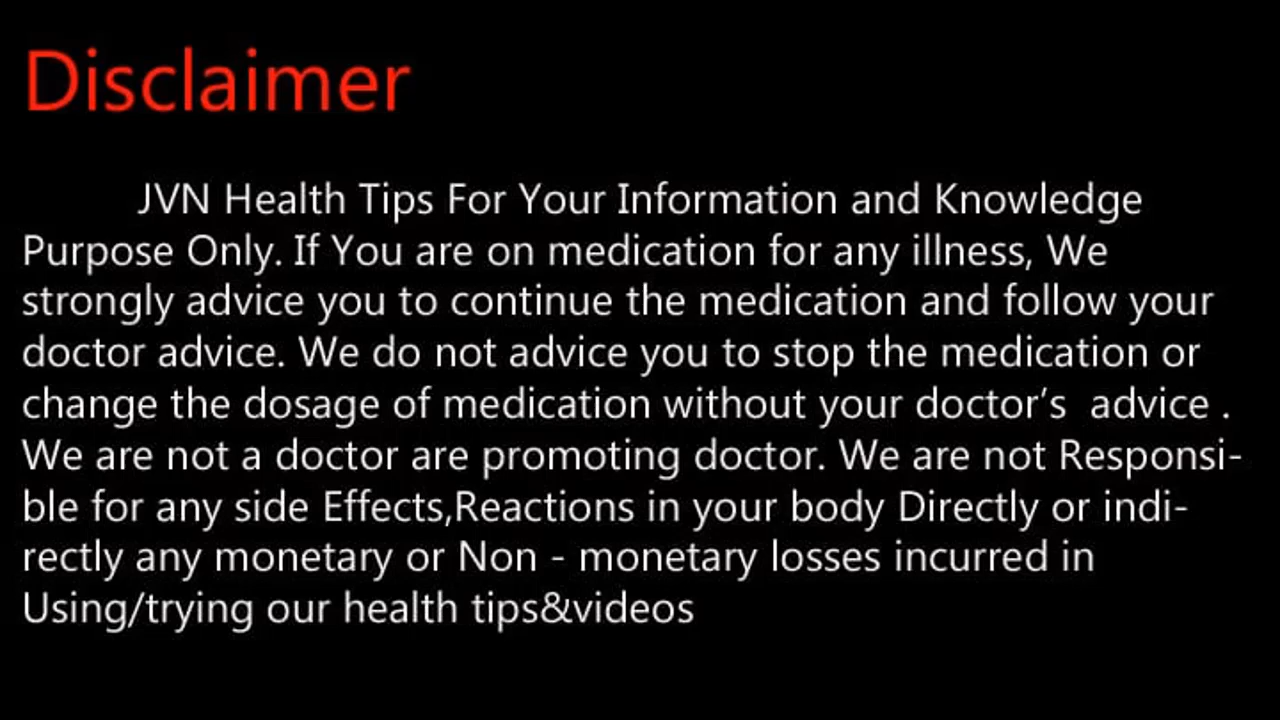 Disclaimer
JVN Health Tips For Your Information and Knowledge
Purpose Only. If You are on medication for any illness, We
strongly advice you to continue the medication and follow your
doctor advice. We do not advice you to stop the medication or
change the dosage of medication without your doctor’s  advice .
We are not a doctor are promoting doctor. We are not Responsi-
ble for any side Effects,Reactions in your body Directly or indi-
rectly any monetary or Non - monetary losses incurred in
Using/trying our health tips&videos